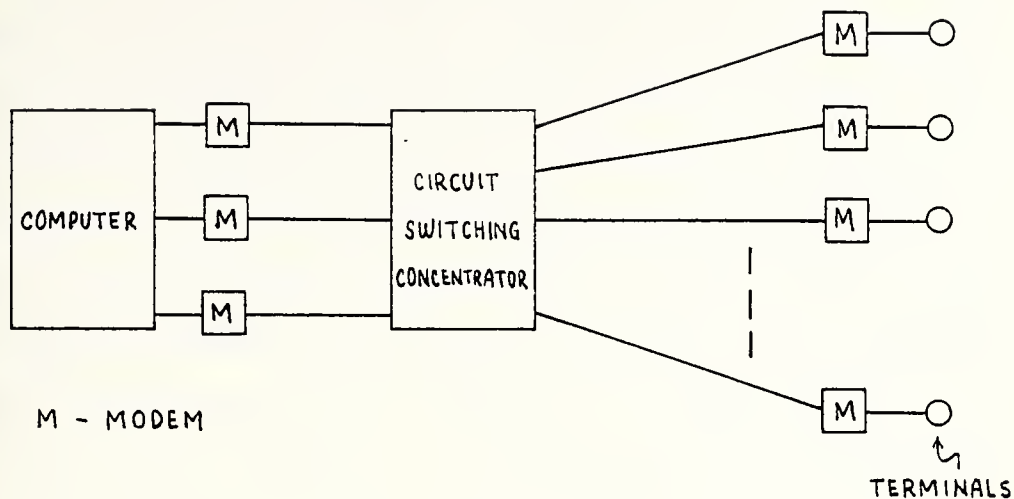 M
M
M
M
COMPUTER
M
M
CIRCUIT
SWITCHING
CONCENTRATOR
M
M
M - MODEM
TERMINALS